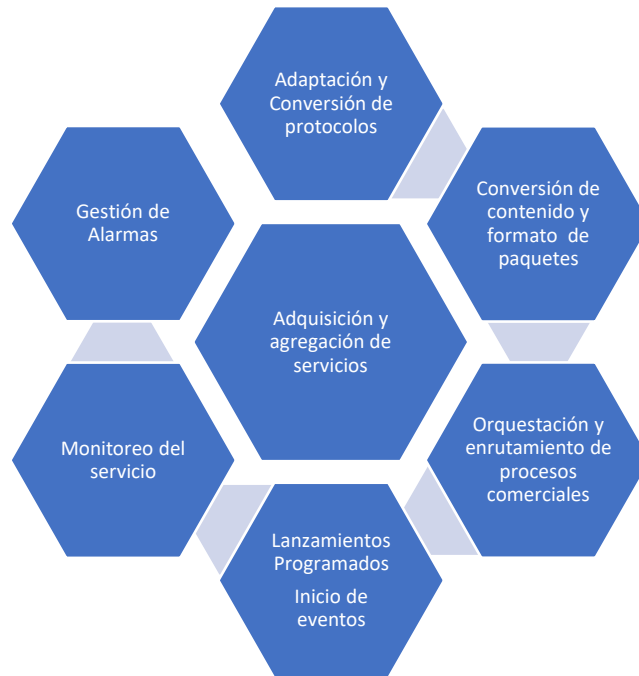 Adaptación y
Conversión de
protocolos
Conversión de
contenido y
formato de
paquetes
Orquestación y
enrutamiento de
procesos
comerciales
Lanzamientos
Programados
Inicio de
eventos
Monitoreo del
servicio
Gestión de
Alarmas
Adquisición y
agregación de
servicios